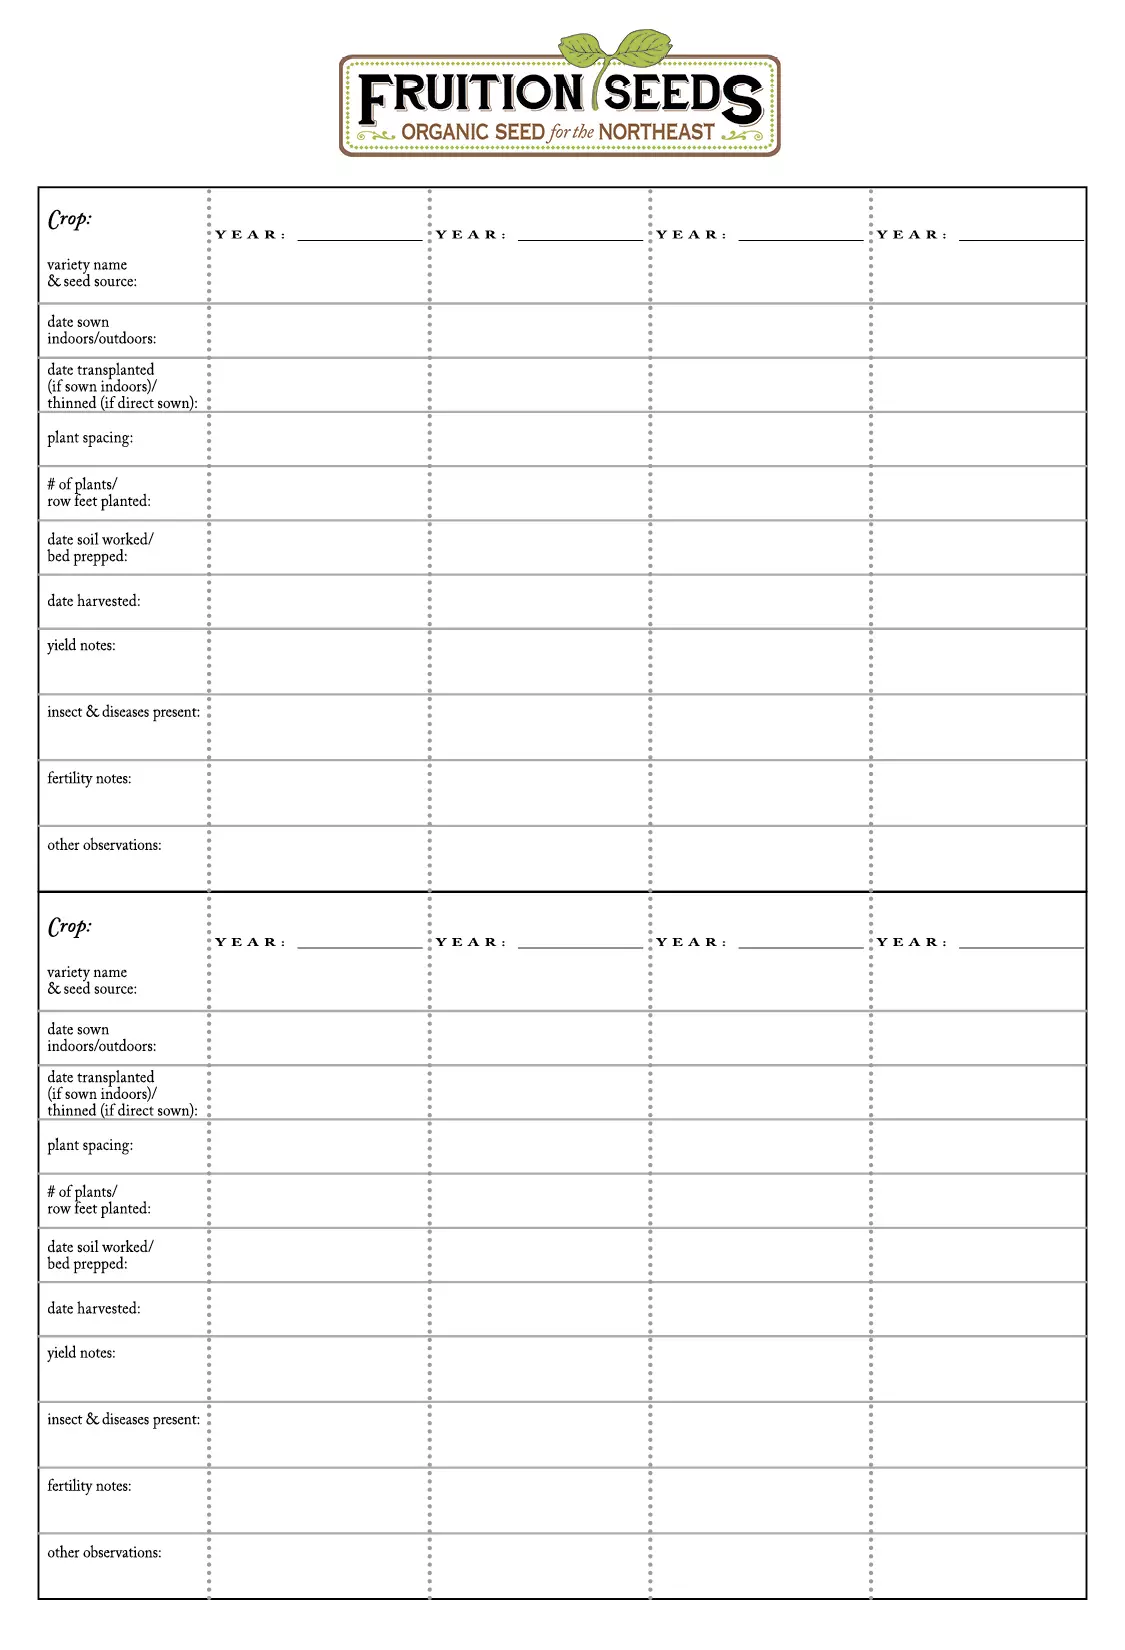 FRUITION SEEDS
ORGANIC SEED for the NORTHEAST
Crop:
YEAR: YEAR: YEAR: YEAR:
variety name
& seed source:
date sown
indoors/outdoors:
date transplanted
(if sown indoors)/
thinned (if direct sown):
plant spacing:
# of plants/
row feet planted:
date soil worked/
bed prepped:
date harvested:
yield notes:
insect & diseases present:
fertility notes:
other observations:
Crop:
YEAR: YEAR: YEAR: YEAR:
variety name
& seed source:
date sown
indoors/outdoors:
date transplanted
(if sown indoors)/
thinned (if direct sown):
plant spacing:
# of plants/
row feet planted:
date soil worked/
bed prepped:
date harvested:
yield notes:
insect & diseases present:
fertility notes:
other observations: